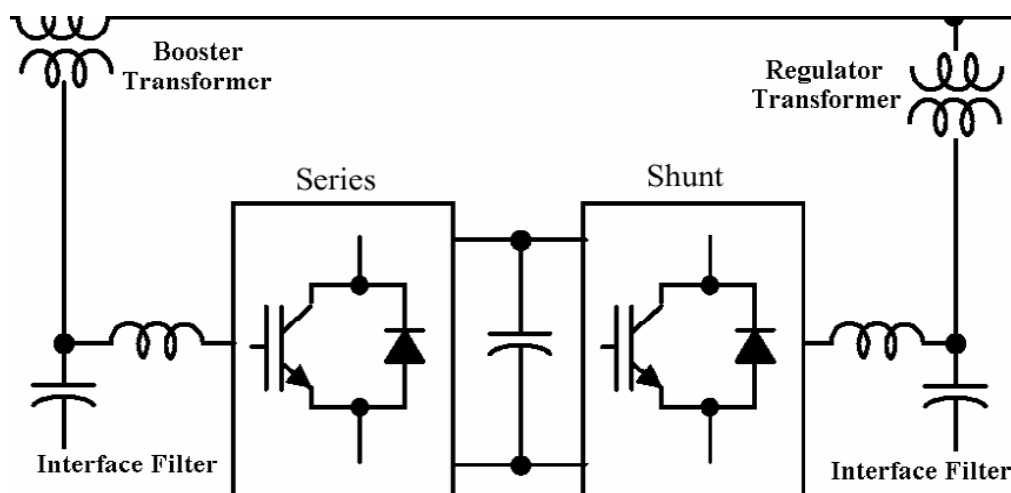 Booster
Transformer
Regulator
Transformer
Series
Shunt
Interface Filter
Interface Filter